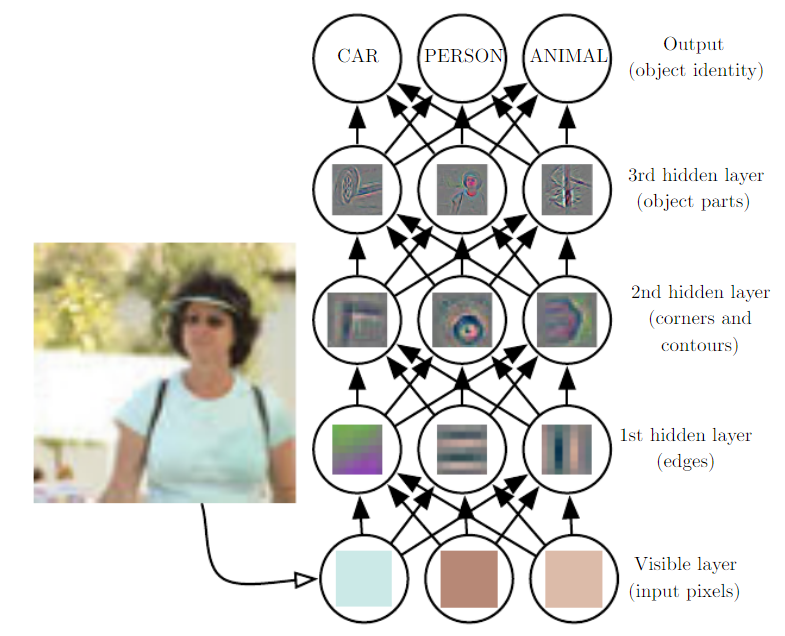 CAR
PERSON
ANIMAL
Output
(object identity)
3rd hidden layer
(object parts)
2nd hidden layer
(corners and
contours)
1st hidden layer
(edges)
Visible layer
(input pixels)